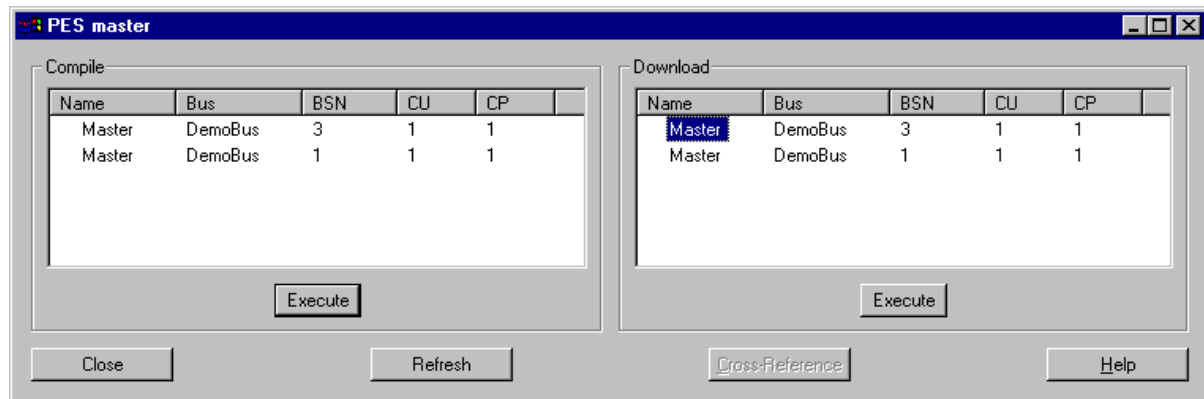 PES master
Compile
Name Bus BSN CU CP
Master DemoBus 3 1 1
Master DemoBus 1 1 1
Execute
Download
Name Bus BSN CU CP
Master DemoBus 3 1 1
Master DemoBus 1 1 1
Execute
Close Refresh Cross-Reference Help